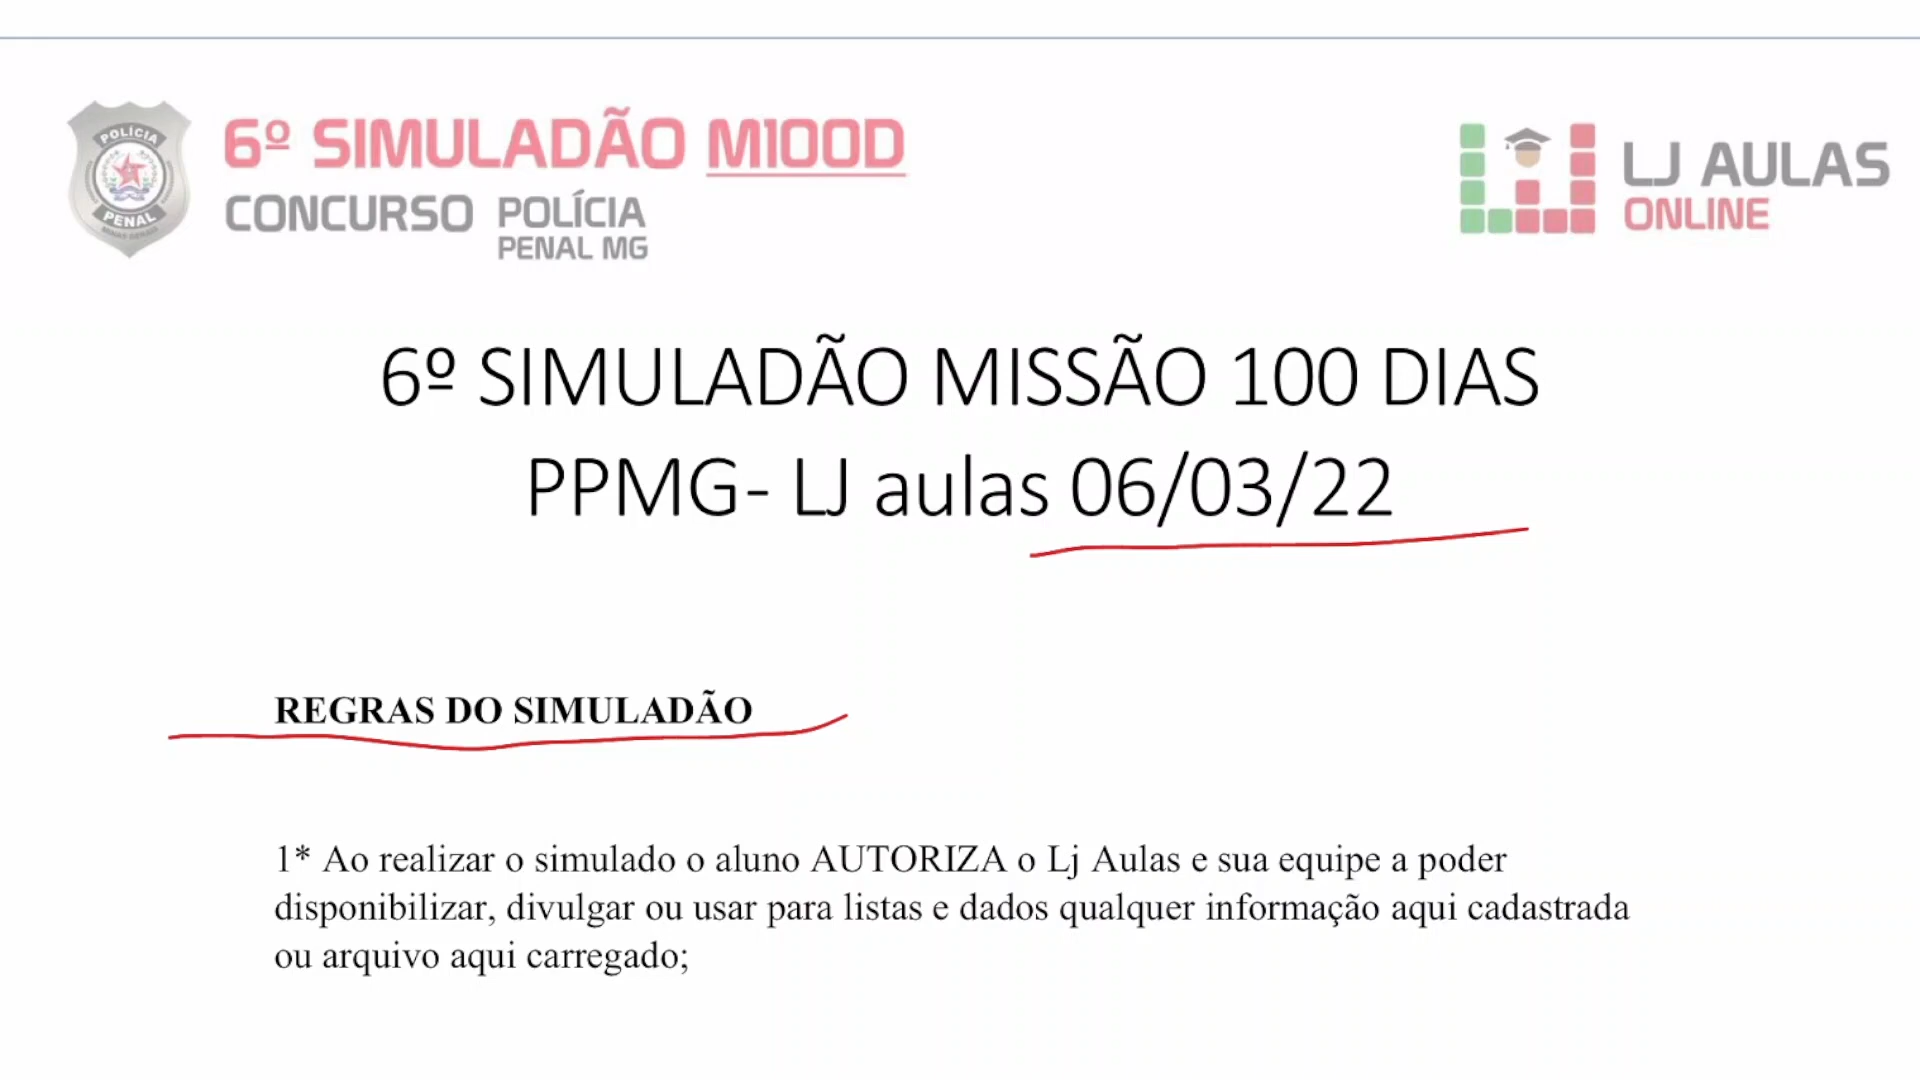 POLÍCIA
PENAL
MINAS GERAIS
6º SIMULADÃO M100D
CONCURSO POLÍCIA
PENAL MG
LJ AULAS
ONLINE
6º SIMULADÃO MISSÃO 100 DIAS
PPMG- LJ aulas 06/03/22
REGRAS DO SIMULADÃO
1* Ao realizar o simulado o aluno AUTORIZA o Lj Aulas e sua equipe a poder
disponibilizar, divulgar ou usar para listas e dados qualquer informação aqui cadastrada
ou arquivo aqui carregado;